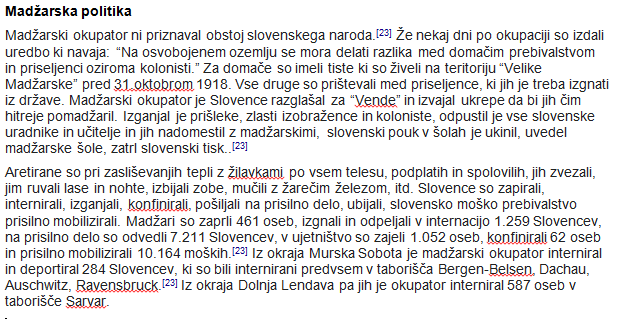 Madžarska politika
Madžarski okupator ni priznaval obstoj slovenskega naroda.[23] Že nekaj dni po okupaciji so izdali
uredbo ki navaja:  “Na osvobojenem ozemlju se mora delati razlika med domačim prebivalstvom
in priseljenci oziroma kolonisti.” Za domače so imeli tiste ki so živeli na teritoriju “Velike
Madžarske” pred 31.oktobrom 1918. Vse druge so prištevali med priseljence, ki jih je treba izgnati
iz države. Madžarski okupator je Slovence razglašal za “Vende” in izvajal ukrepe da bi jih čim
hitreje pomadžaril. Izganjal je prišleke, zlasti izobražence in koloniste, odpustil je vse slovenske
uradnike in učitelje in jih nadomestil z madžarskimi,  slovenski pouk v šolah je ukinil, uvedel
madžarske šole, zatrl slovenski tisk..[23]
Aretirane so pri zasliševanjih tepli z žilavkami po vsem telesu, podplatih in spolovilih, jih zvezali,
jim ruvali lase in nohte, izbijali zobe, mučili z žarečim železom, itd. Slovence so zapirali,
internirali, izganjali, konfinirali, pošiljali na prisilno delo, ubijali, slovensko moško prebivalstvo
prisilno mobilizirali. Madžari so zaprli 461 oseb, izgnali in odpeljali v internacijo 1.259 Slovencev,
na prisilno delo so odvedli 7.211 Slovencev, v ujetništvo so zajeli 1.052 oseb, konfinirali 62 oseb
in prisilno mobilizirali 10.164 moških.[23] Iz okraja Murska Sobota je madžarski okupator interniral
in deportiral 284 Slovencev, ki so bili internirani predvsem v taborišča Bergen-Belsen, Dachau,
Auschwitz, Ravensbruck.[23] Iz okraja Dolnja Lendava pa jih je okupator interniral 587 oseb v
taborišče Sarvar.